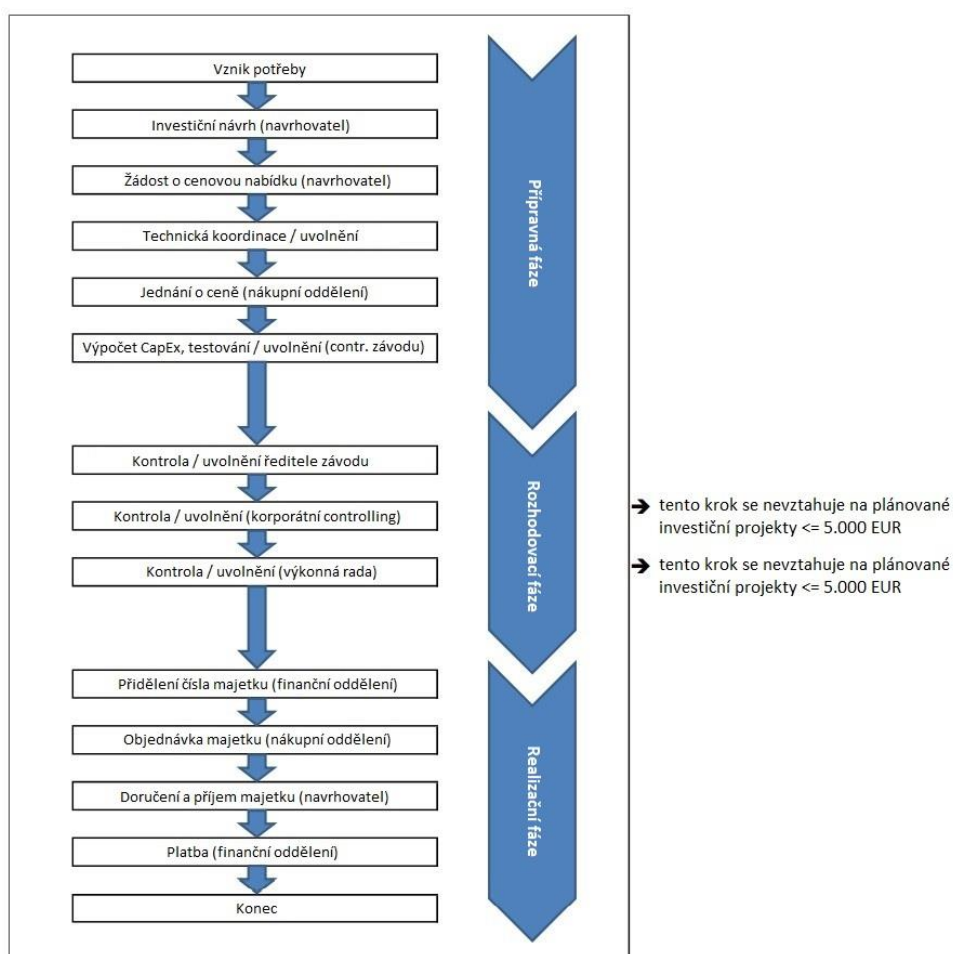 Vznik potřeby
Investiční návrh (navrhovatel)
Žádost o cenovou nabídku (navrhovatel)
Technická koordinace / uvolnění
Jednání o ceně (nákupní oddělení)
Výpočet CapEx, testování / uvolnění (contr. závodu)
Přípravná fáze
Kontrola / uvolnění ředitele závodu
Kontrola / uvolnění (korporátní controlling)
Kontrola / uvolnění (výkonná rada)
Rozhodovací fáze
➔ tento krok se nevztahuje na plánované
investiční projekty <= 5.000 EUR
➔ tento krok se nevztahuje na plánované
investiční projekty <= 5.000 EUR
Přidělení čísla majetku (finanční oddělení)
Objednávka majetku (nákupní oddělení)
Doručení a příjem majetku (navrhovatel)
Platba (finanční oddělení)
Konec
Realizační fáze